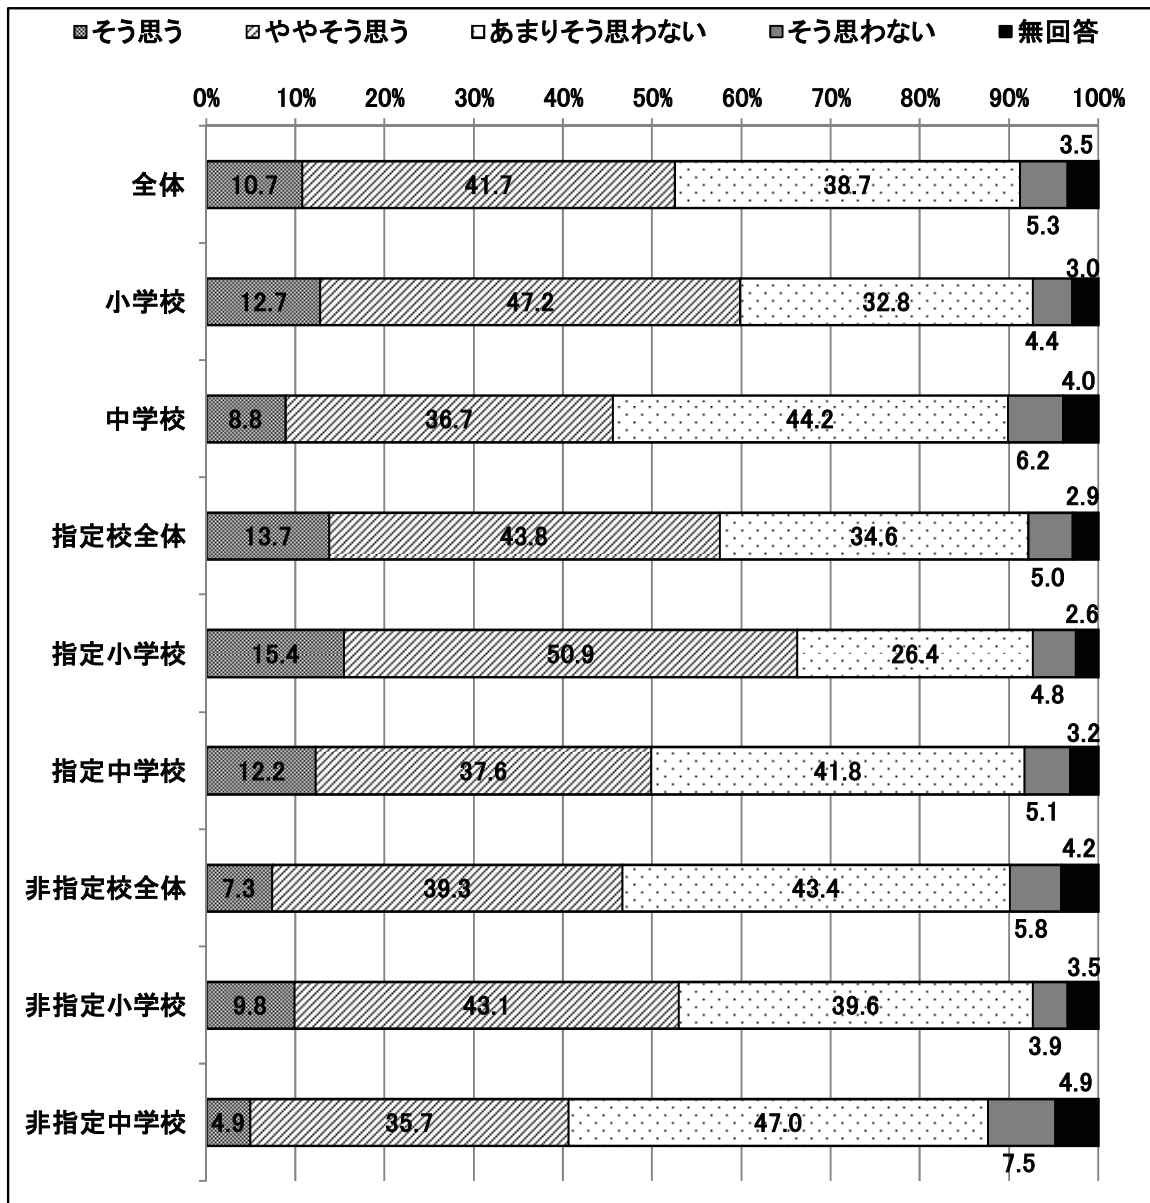 そう思う ややそう思う あまりそう思わない そう思わない 無回答
0% 10% 20% 30% 40% 50% 60% 70% 80% 90% 100%
3.5
全体 10.7 41.7 38.7
5.3
3.0
小学校 12.7 47.2 32.8
4.4
4.0
中学校 8.8 36.7 44.2
6.2
2.9
指定校全体 13.7 43.8 34.6
5.0
2.6
指定小学校 15.4 50.9 26.4
4.8
3.2
指定中学校 12.2 37.6 41.8
5.1
4.2
非指定校全体 7.3 39.3 43.4
5.8
3.5
非指定小学校 9.8 43.1 39.6
3.9
4.9
非指定中学校 4.9 35.7 47.0
7.5